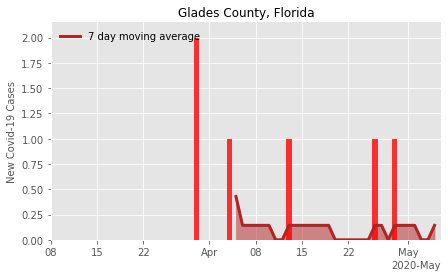 Glades County, Florida
7 day moving average
New Covid-19 Cases
2.00
1.75
1.50
1.25
1.00
0.75
0.50
0.25
0.00
08 15 22 Apr 08 15 22 May
2020-May